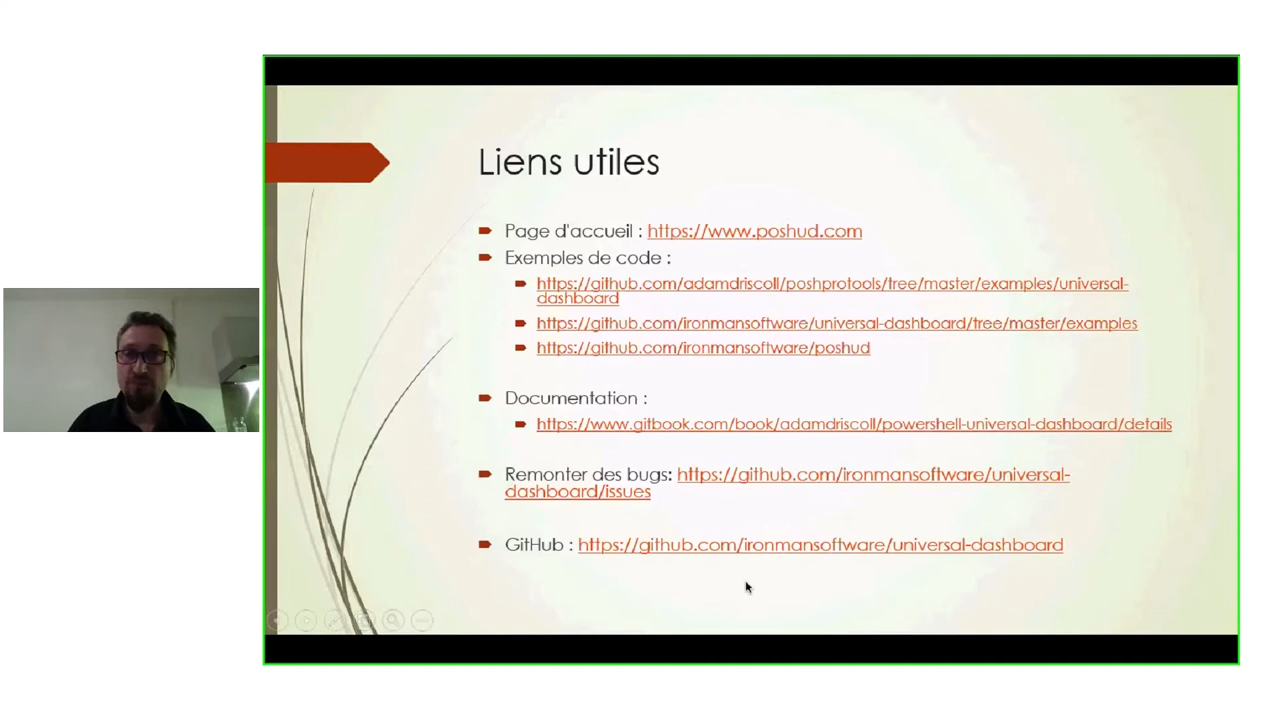 Liens utiles
Page d'accueil : https://www.poshud.com
Exemples de code :
https://github.com/adamdriscoll/poshprotools/tree/master/examples/universal-
dashboard
https://github.com/ironmansoftware/universal-dashboard/tree/master/examples
https://github.com/ironmansoftware/poshud
Documentation :
https://www.gitbook.com/book/adamdriscoll/powershell-universal-dashboard/details
Remonter des bugs: https://github.com/ironmansoftware/universal-
dashboard/issues
GitHub : https://github.com/ironmansoftware/universal-dashboard